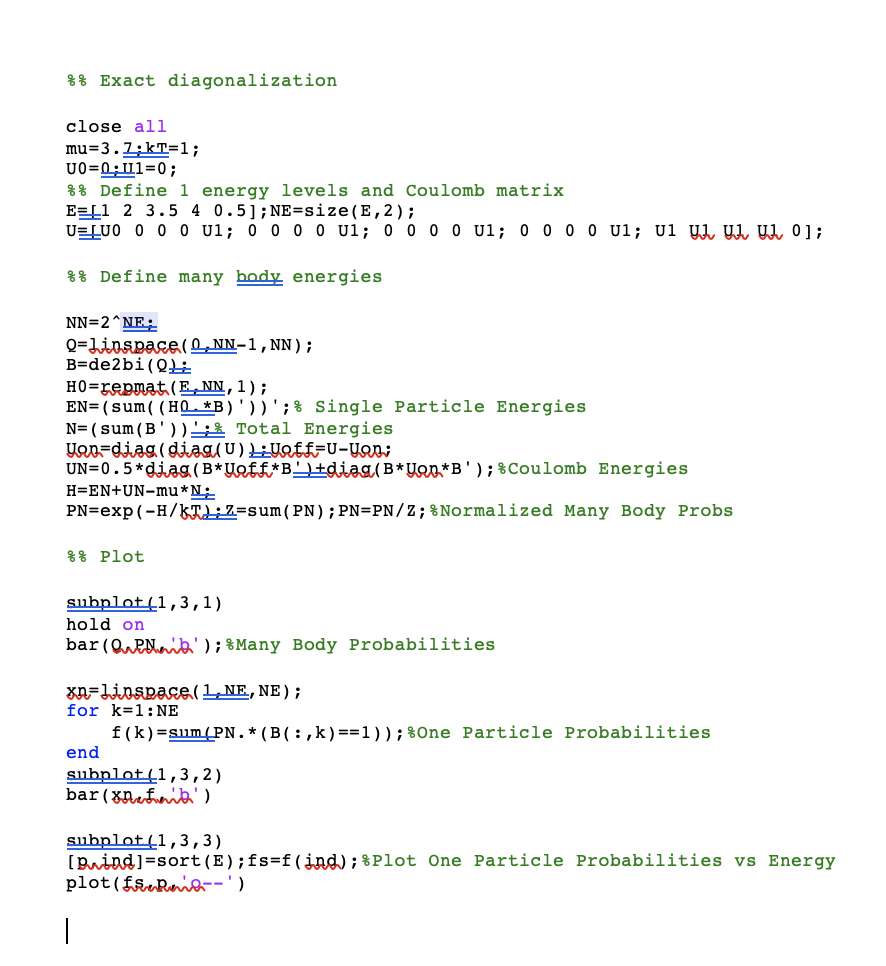 %% Exact diagonalization
close all
mu=3.7;kT=1;
U0=0;U1=0;
%% Define 1 energy levels and Coulomb matrix
E=[1 2 3.5 4 0.5];NE=size(E,2);
U=[U0 0 0 0 U1; 0 0 0 0 U1; 0 0 0 0 U1; 0 0 0 0 U1; U1 U1 U1 U1 0];
%% Define many body energies
NN=2^NE;
Q=linspace(0,NN-1,NN);
B=de2bi(Q);
H0=repmat(E,NN,1);
EN=(sum((H0.*B)'))';% Single Particle Energies
N=(sum(B'))';% Total Energies
Uon=diag(diag(U));Uoff=U-Uon;
UN=0.5*diag(B*Uoff*B')+diag(B*Uon*B');%Coulomb Energies
H=EN+UN-mu*N;
PN=exp(-H/kT);Z=sum(PN);PN=PN/Z;%Normalized Many Body Probs
%% Plot
subplot(1,3,1)
hold on
bar(Q,PN,'b');%Many Body Probabilities
xn=linspace(1,NE,NE);
for k=1:NE
    f(k)=sum(PN.*(B(:,k)==1));%One Particle Probabilities
end
subplot(1,3,2)
bar(xn,f,'b')
subplot(1,3,3)
[p,ind]=sort(E);fs=f(ind);%Plot One Particle Probabilities vs Energy
plot(fs,p,'o--')